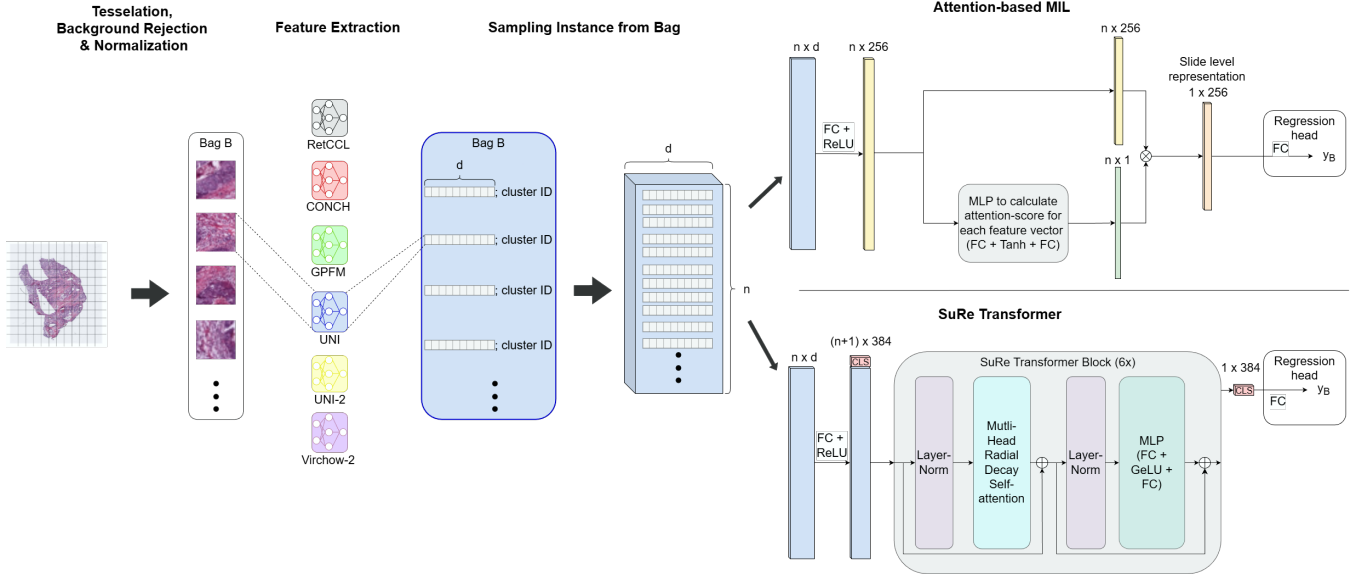 Tesselation,
Background Rejection
& Normalization
Feature Extraction
Sampling Instance from Bag
Bag B
RetCCL
CONCH
GPFM
UNI
UNI-2
Virchow-2
Bag B
d
; cluster ID
; cluster ID
; cluster ID
; cluster ID
d
n
Attention-based MIL
n x d
n x 256
FC +
ReLU
MLP to calculate
attention-score for
each feature vector
(FC + Tanh + FC)
n x 256
n x 1
Slide level
representation
1 x 256
Regression
head
FC
yB
SuRe Transformer
n x d
(n+1) x 384
CLS
FC +
ReLU
SuRe Transformer Block (6x)
Layer-
Norm
Mutli-
Head
Radial
Decay
Self-
attention
Layer-
Norm
MLP
(FC +
GeLU +
FC)
1 x 384
CLS
Regression
head
FC
yB